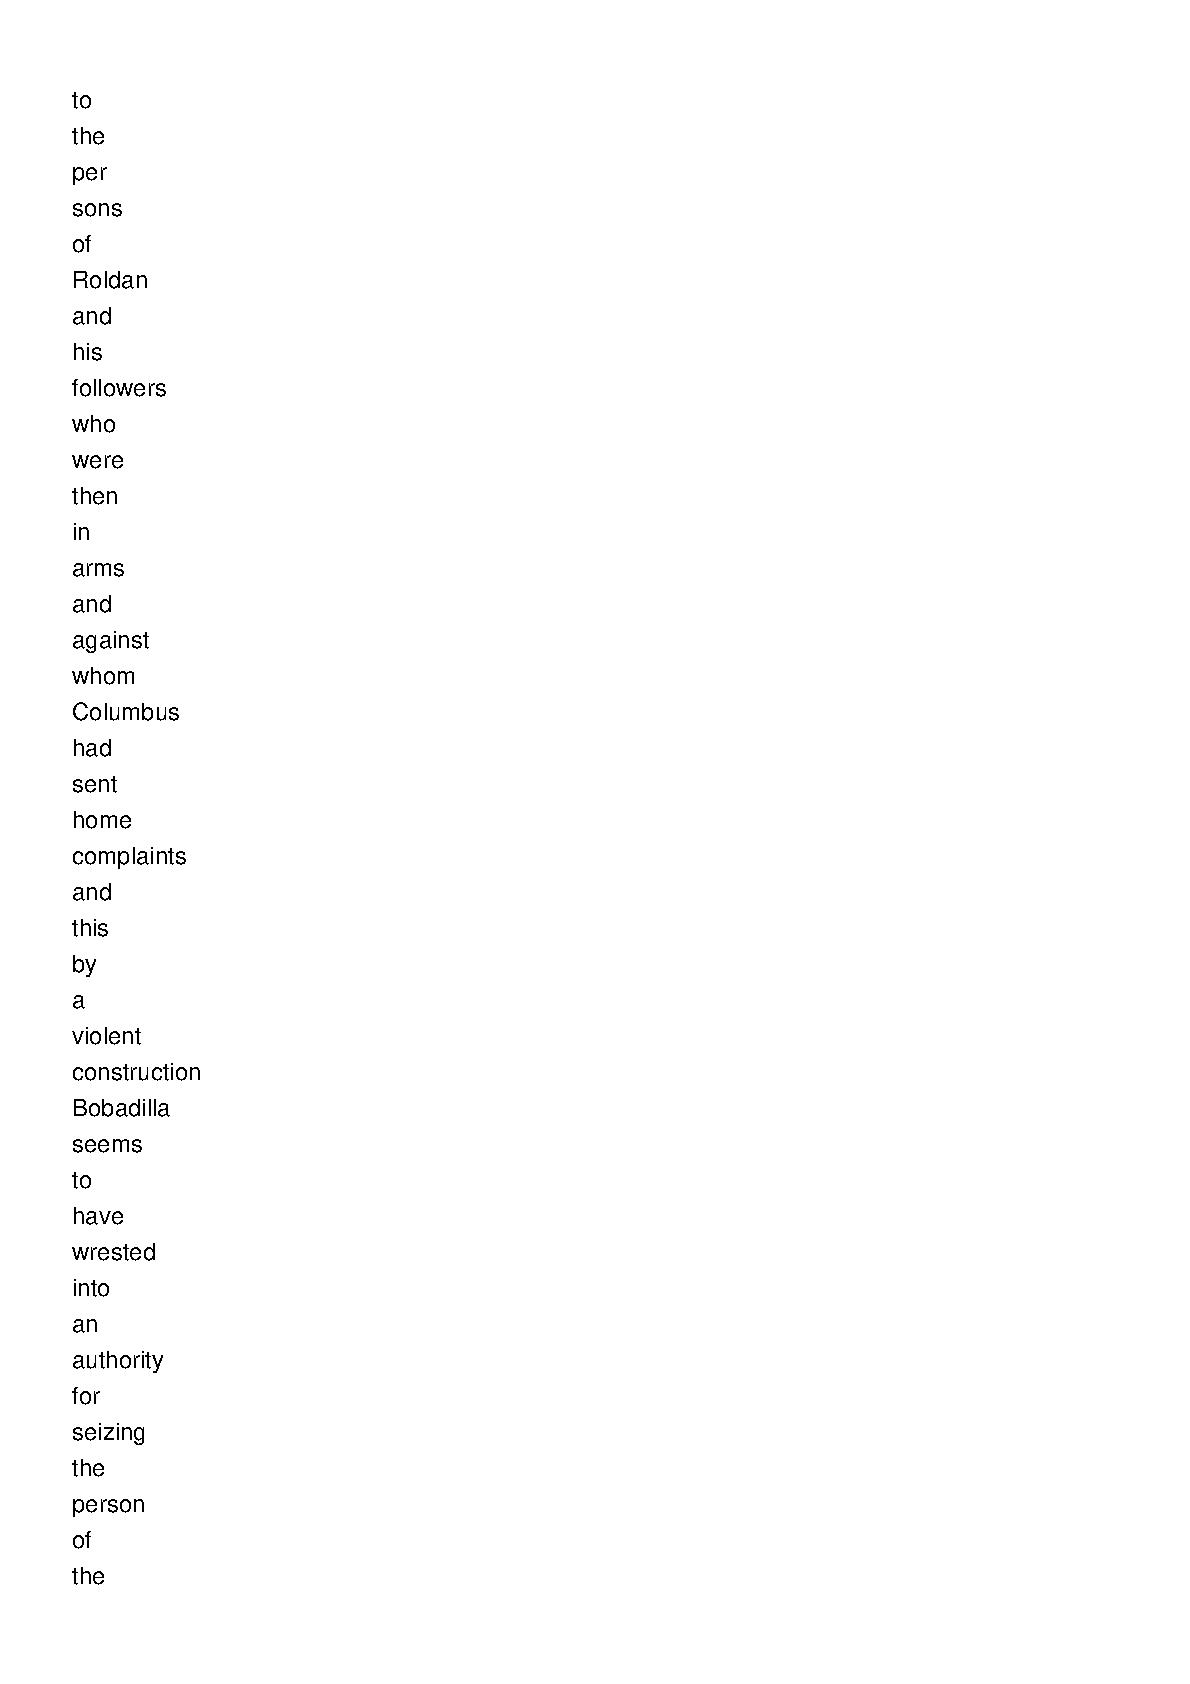 to
the
per
sons
of
Roldan
and
his
followers
who
were
then
in
arms
and
against
whom
Columbus
had
sent
home
complaints
and
this
by
a
violent
construction
Bobadilla
seems
to
have
wrested
into
an
authority
for
seizing
the
person
of
the